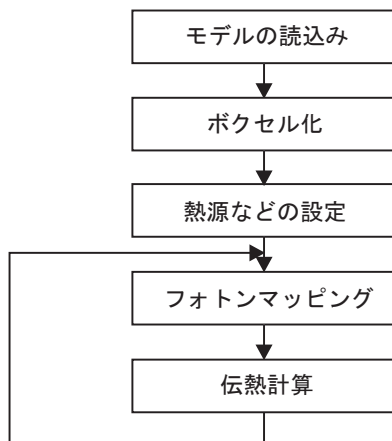 モデルの読込み
ボクセル化
熱源などの設定
フォトンマッピング
伝熱計算